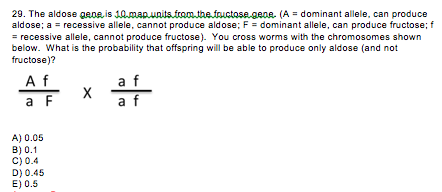 29. The aldose gene is 10 map units from the fructose gene. (A = dominant allele, can produce
aldose; a = recessive allele, cannot produce aldose; F = dominant allele, can produce fructose; f
= recessive allele, cannot produce fructose). You cross worms with the chromosomes shown
below. What is the probability that offspring will be able to produce only aldose (and not
fructose)?
A f a f
X
a F a f
A) 0.05
B) 0.1
C) 0.4
D) 0.45
E) 0.5